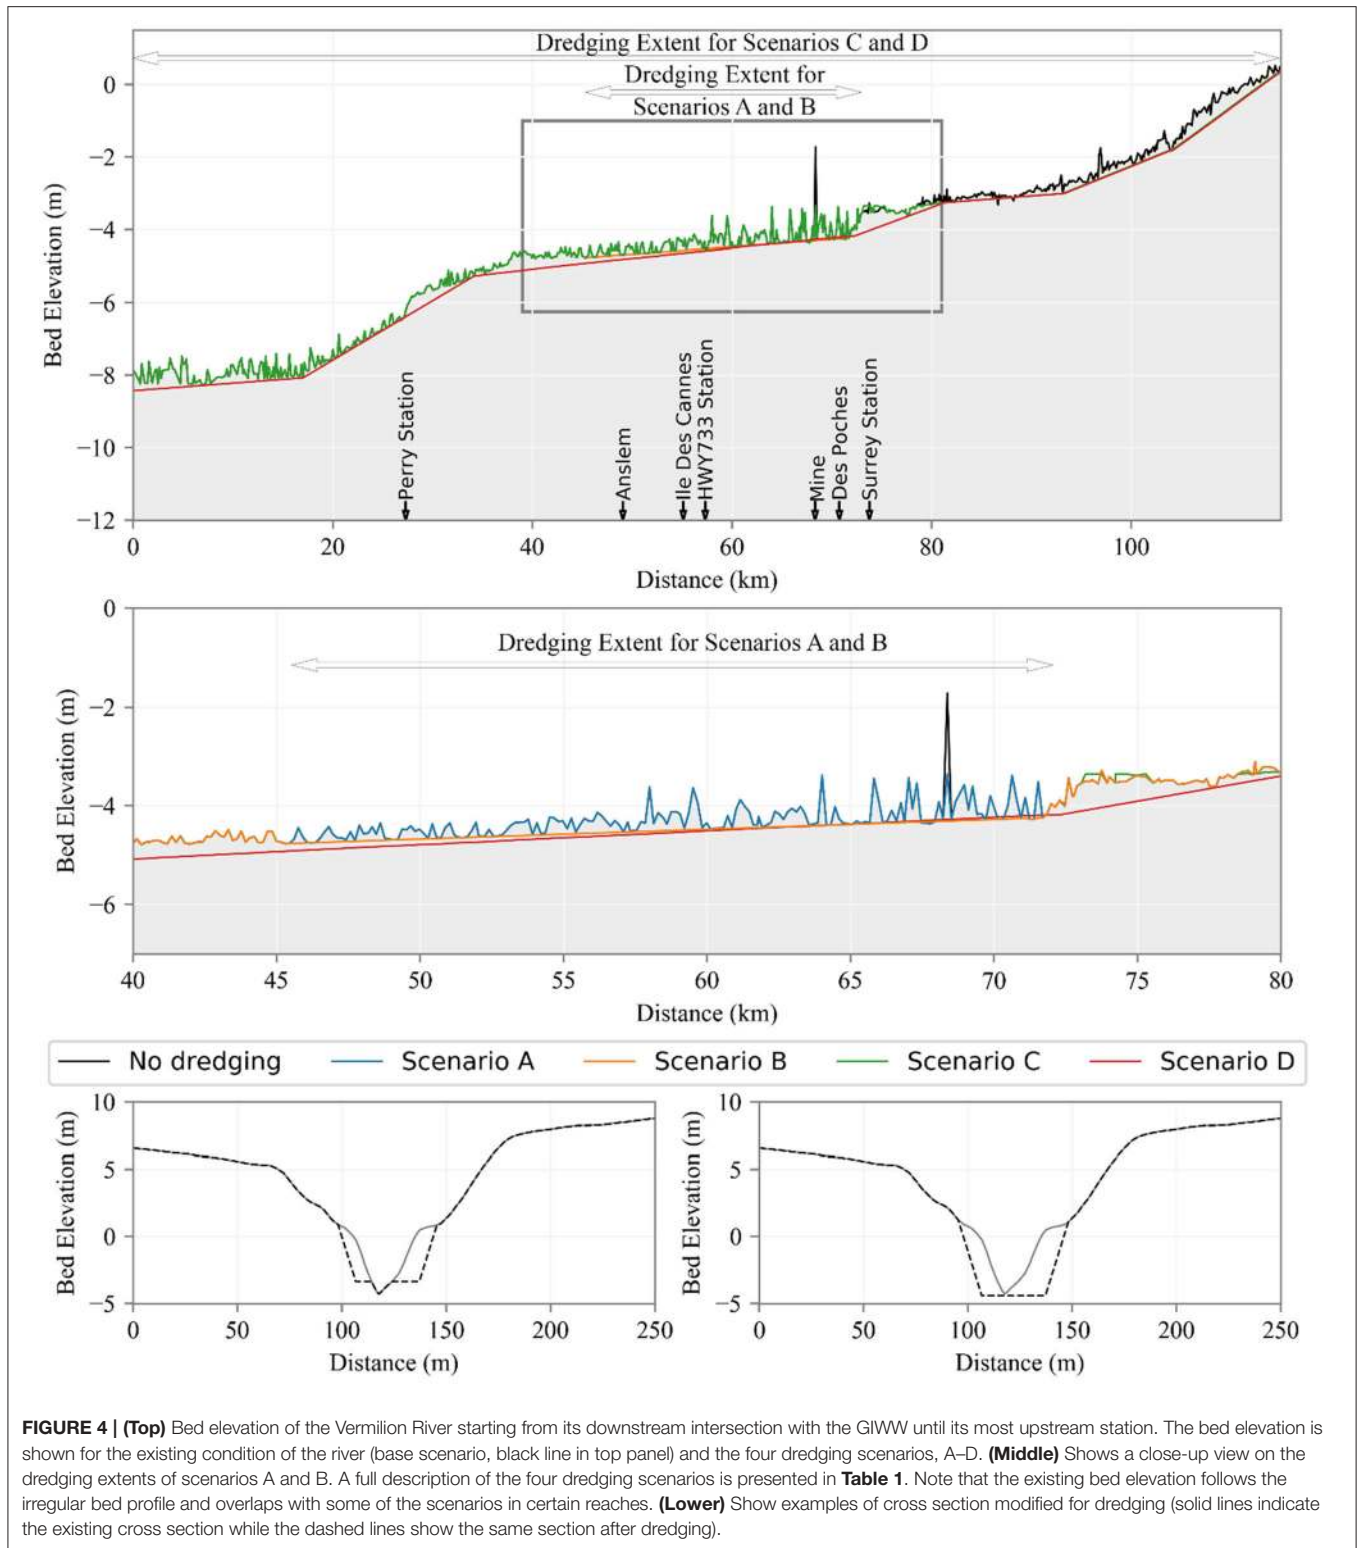 Dredging Extent for Scenarios C and D
Dredging Extent for
Scenarios A and B
0
−2
−4
−6
−8
−10
−12
Bed Elevation (m)
Perry Station
Anslem
Ile Des Cannes
HWY733 Station
Mine
Des Poches
Surrey Station
0 20 40 60 80 100
Distance (km)
0
−2
−4
−6
Bed Elevation (m)
Dredging Extent for Scenarios A and B
40 45 50 55 60 65 70 75 80
Distance (km)
No dredging Scenario A Scenario B Scenario C Scenario D
10
5
0
−5
Bed Elevation (m)
0 50 100 150 200 250
Distance (m)
10
5
0
−5
Bed Elevation (m)
0 50 100 150 200 250
Distance (m)
FIGURE 4 | (Top) Bed elevation of the Vermilion River starting from its downstream intersection with the GIWW until its most upstream station. The bed elevation is
shown for the existing condition of the river (base scenario, black line in top panel) and the four dredging scenarios, A–D. (Middle) Shows a close-up view on the
dredging extents of scenarios A and B. A full description of the four dredging scenarios is presented in Table 1. Note that the existing bed elevation follows the
irregular bed profile and overlaps with some of the scenarios in certain reaches. (Lower) Show examples of cross section modified for dredging (solid lines indicate
the existing cross section while the dashed lines show the same section after dredging).